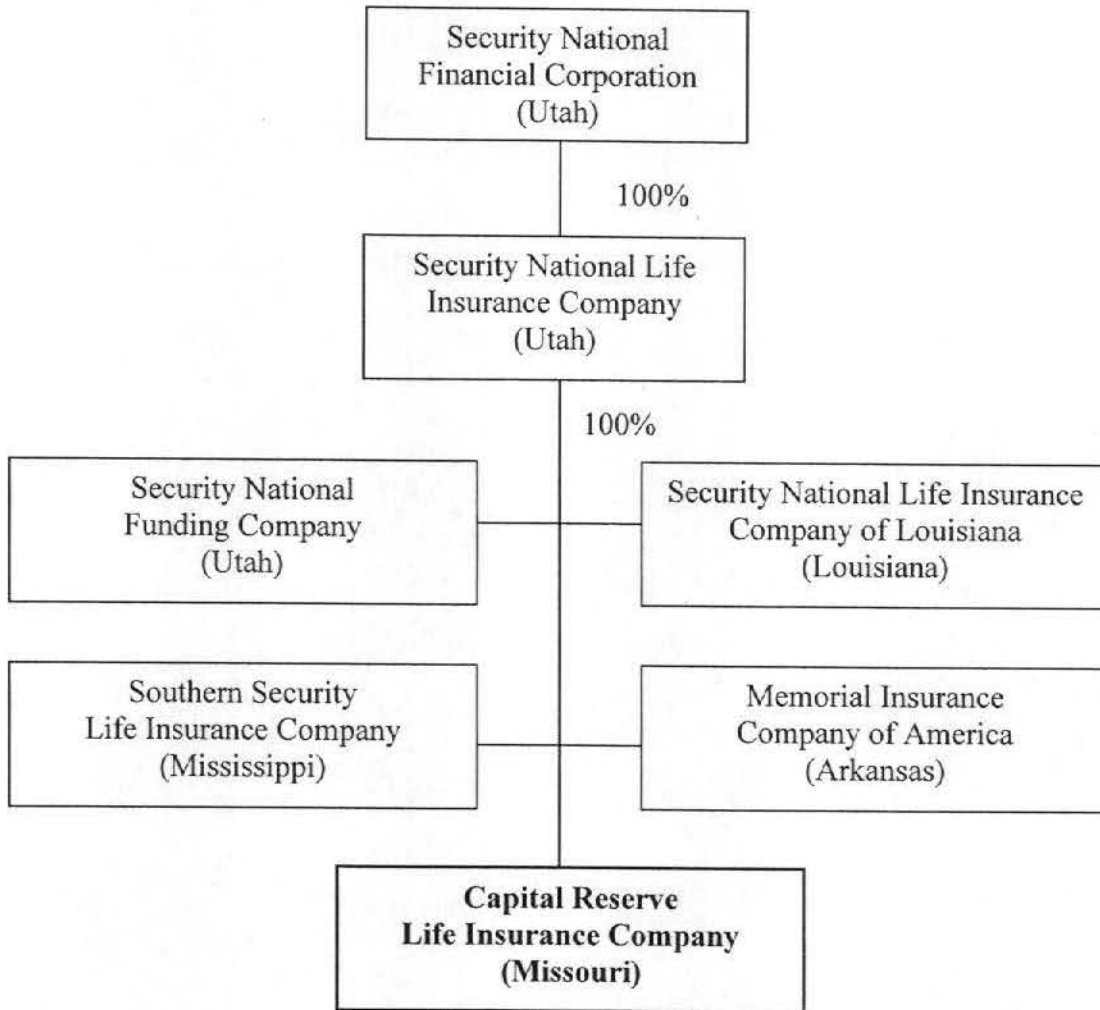 Security National
Financial Corporation
(Utah)
100%
Security National Life
Insurance Company
(Utah)
100%
Security National
Funding Company
(Utah)
Security National Life Insurance
Company of Louisiana
(Louisiana)
Southern Security
Life Insurance Company
(Mississippi)
Memorial Insurance
Company of America
(Arkansas)
Capital Reserve
Life Insurance Company
(Missouri)